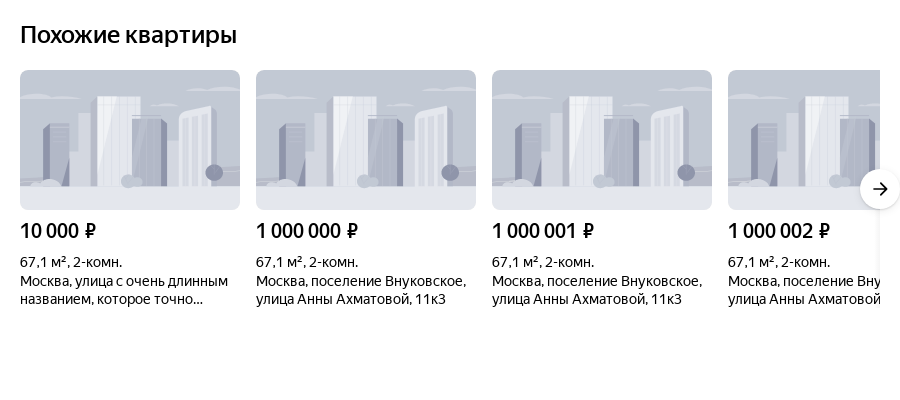 Похожие квартиры
10 000 ₽
67,1 м², 2-комн.
Москва, улица с очень длинным
названием, которое точно...
1 000 000 ₽
67,1 м², 2-комн.
Москва, поселение Внуковское,
улица Анны Ахматовой, 11к3
1 000 001 ₽
67,1 м², 2-комн.
Москва, поселение Внуковское,
улица Анны Ахматовой, 11к3
1 000 002 ₽
67,1 м², 2-комн.
Москва, поселение Вну
улица Анны Ахматовой